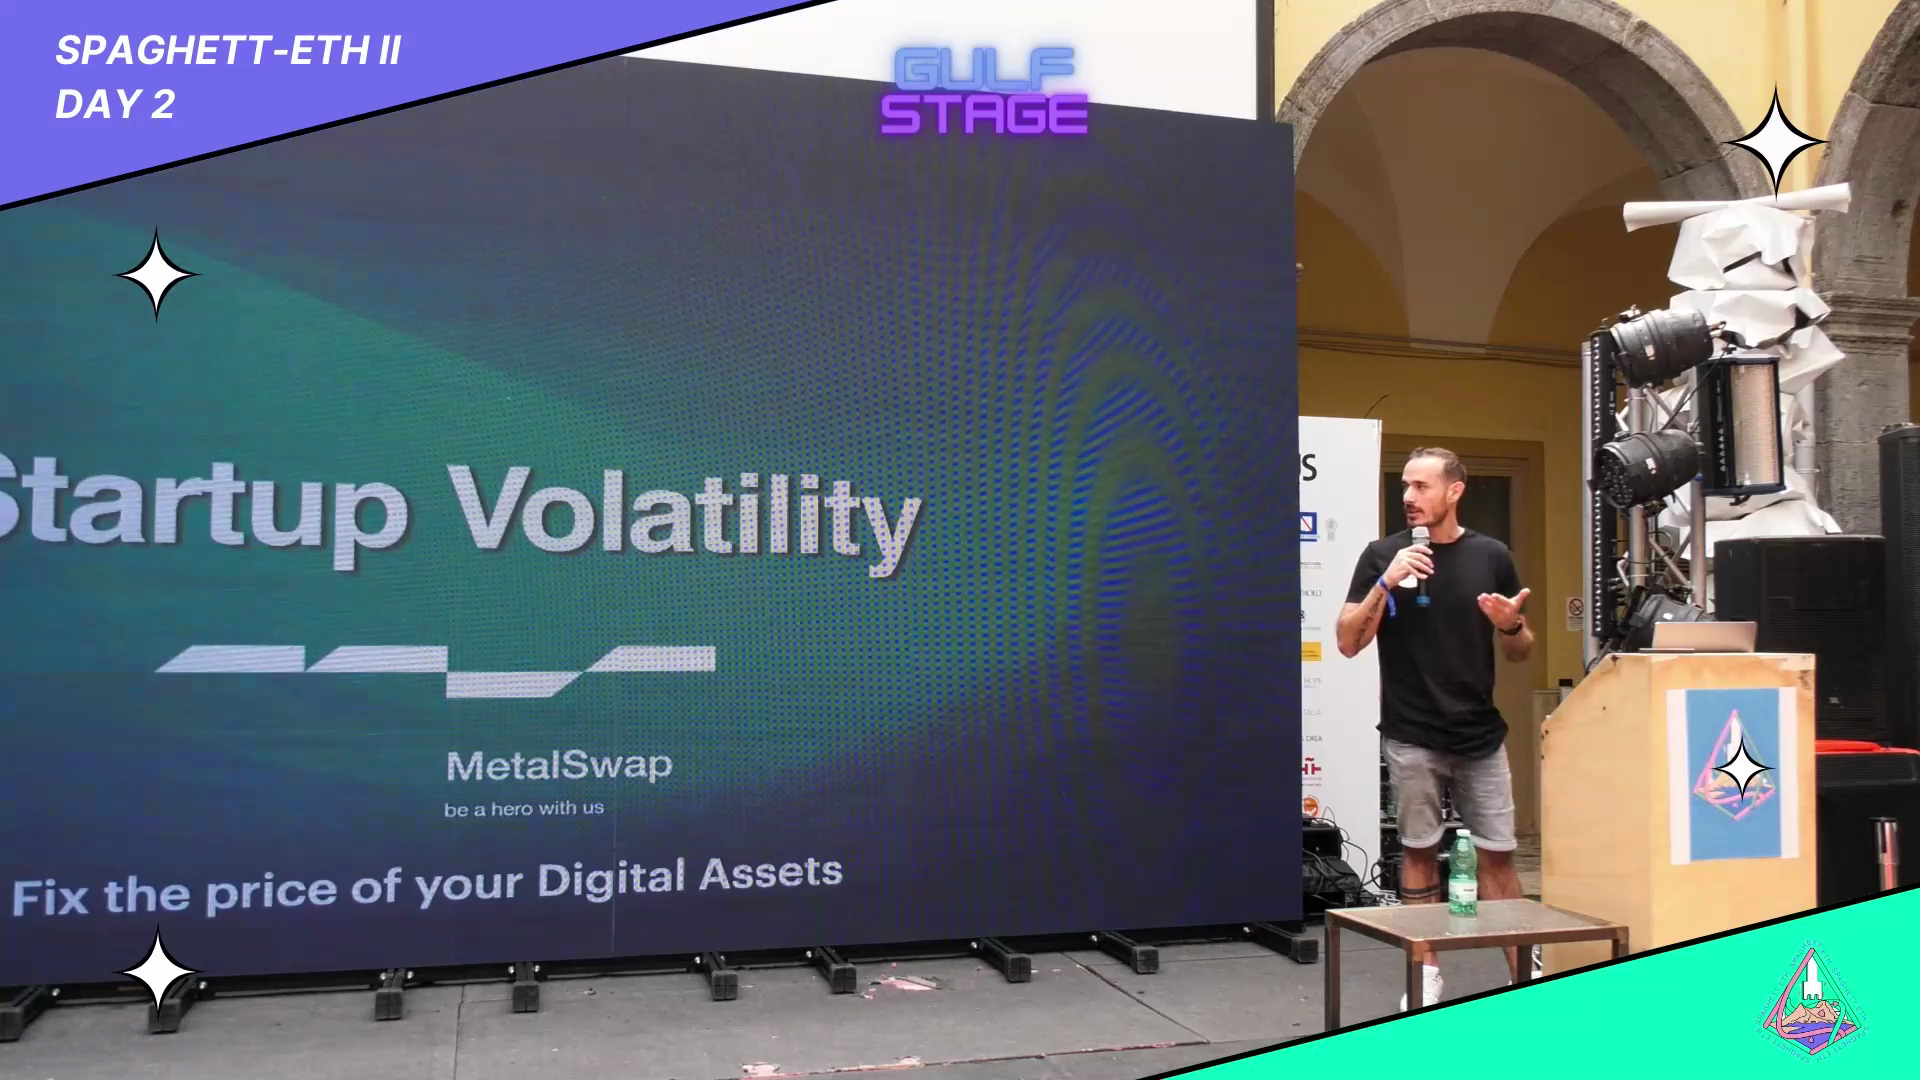 SPAGHETT-ETH II
DAY 2
GULF
STAGE
Startup Volatility
MetalSwap
be a hero with us
Fix the price of your Digital Assets